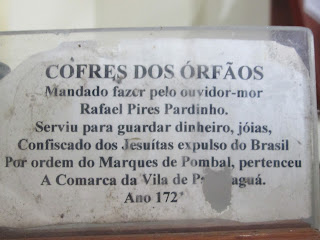 COFRES DOS ÓRFÃOS
Mandado fazer pelo ouvidor-mor
Rafael Pires Pardinho.
Serviu para guardar dinheiro, jóias,
Confiscado dos Jesuítas expulso do Brasil
Por ordem do Marques de Pombal, pertenceu
A Comarca da Vila de
Ano 172